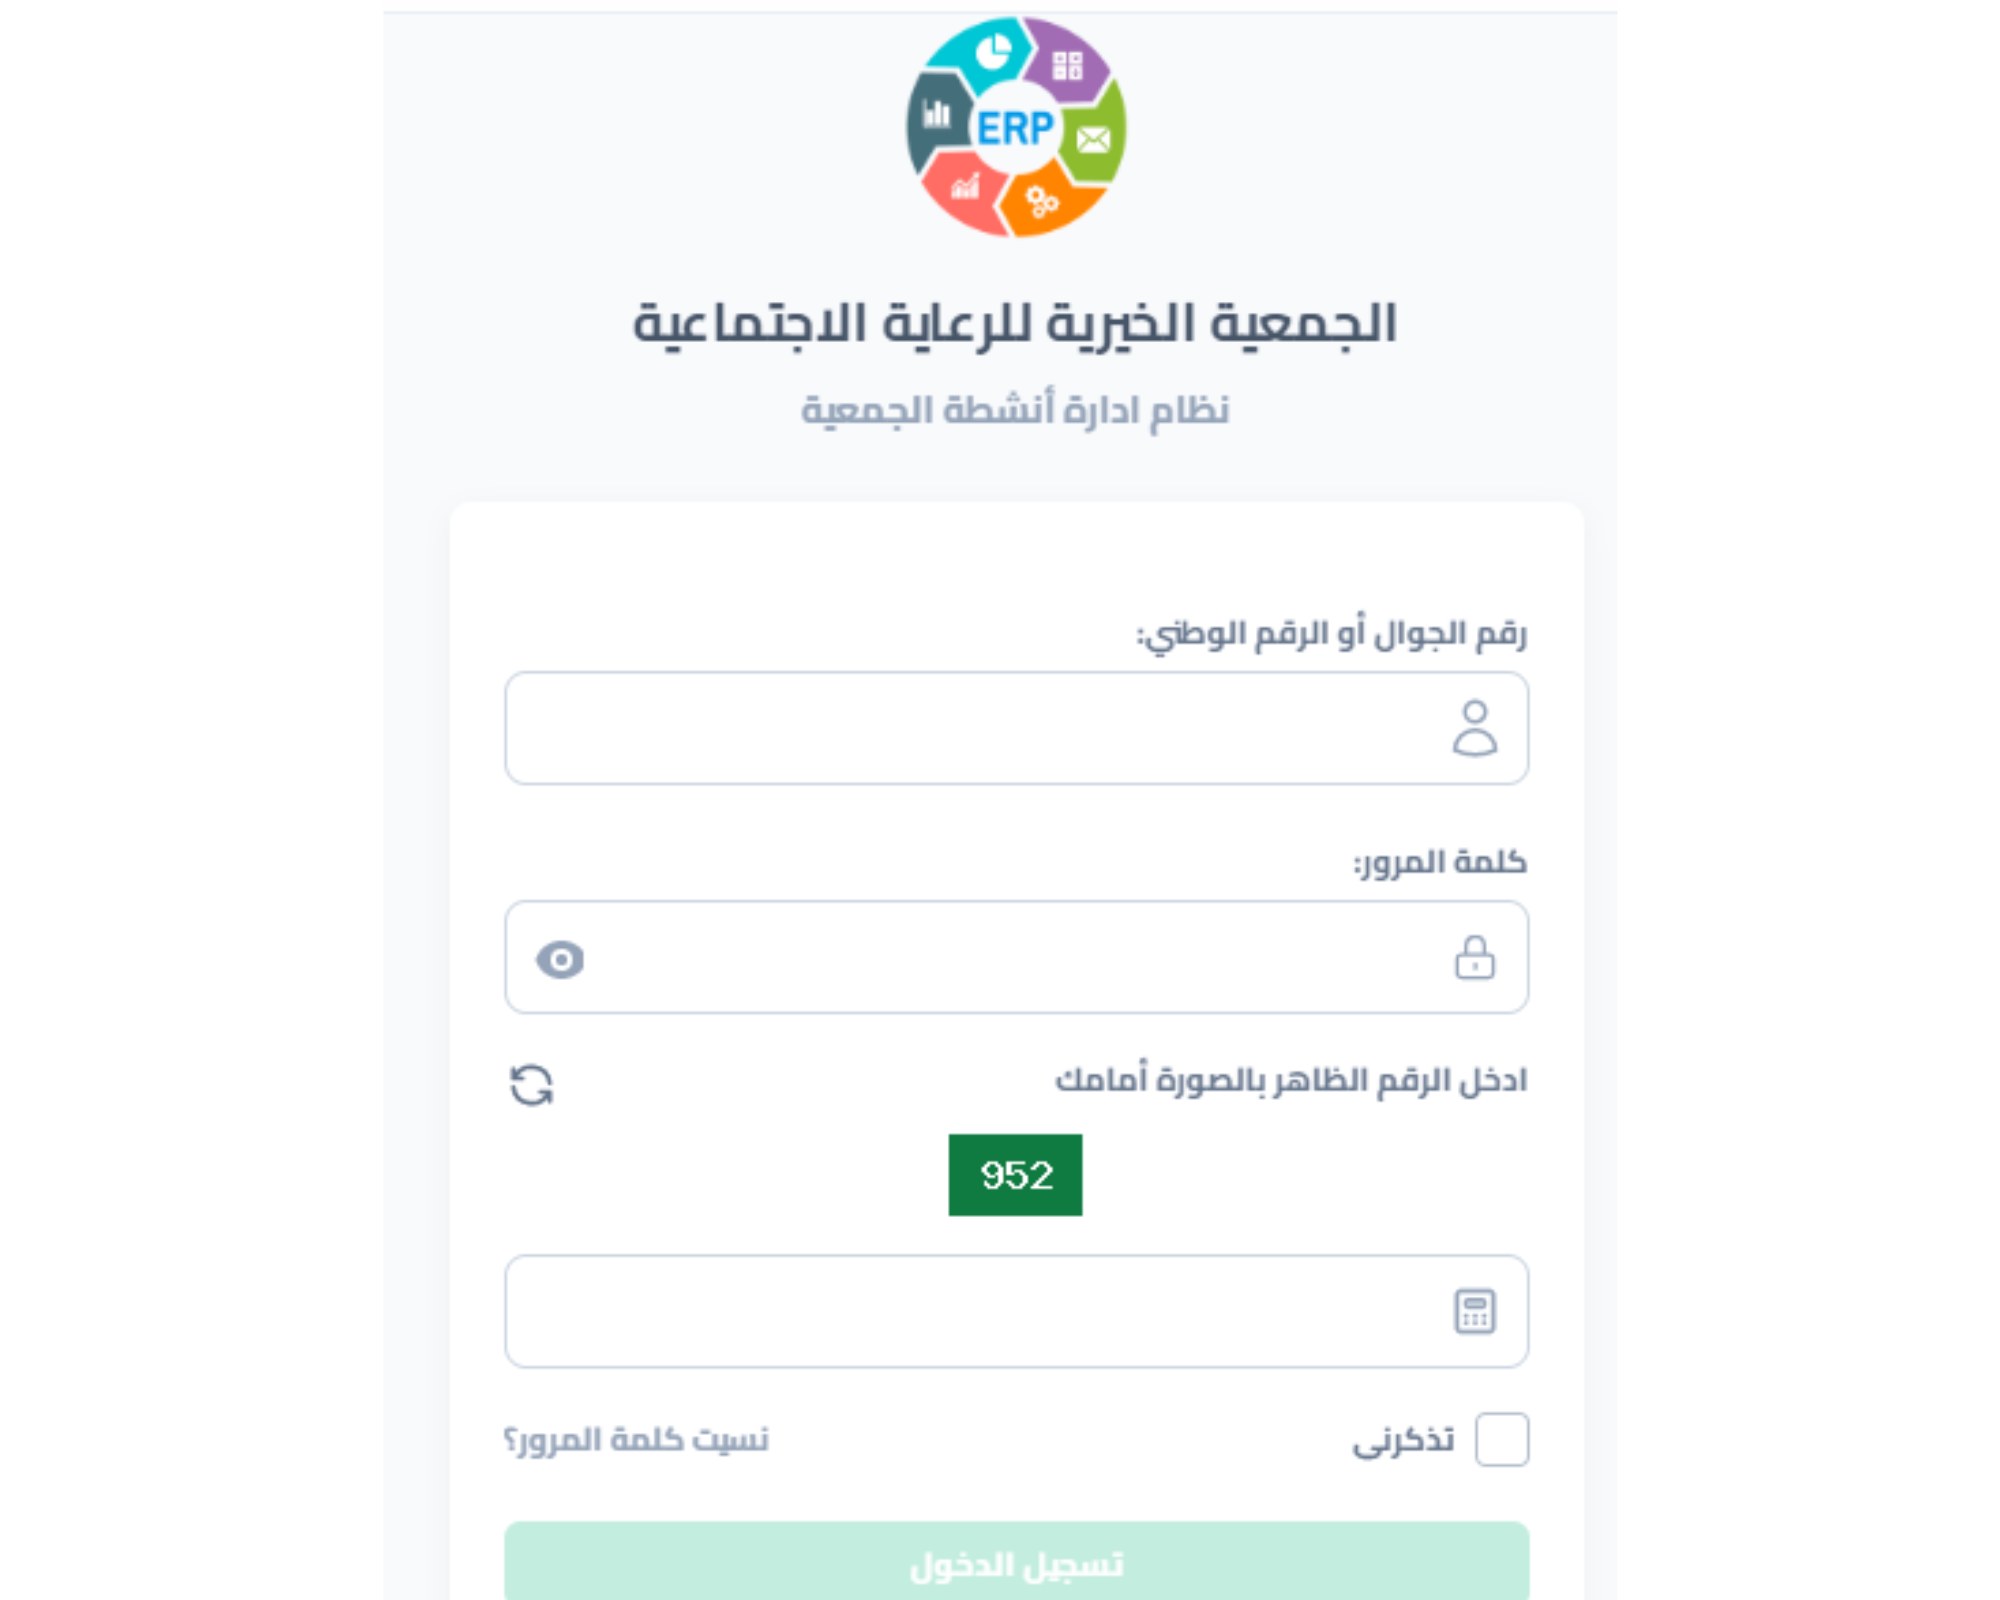 ERP
الجمعية الخيرية للرعاية الاجتماعية
نظام ادارة أنشطة الجمعية
رقم الجوال أو الرقم الوطني:
كلمة المرور:
ادخل الرقم الظاهر بالصورة أمامك
952
تذكرنى
نسيت كلمة المرور؟
تسجيل الدخول